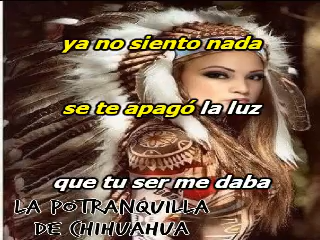 ya no siento nada
se te apagó la luz
que tu ser me daba
LA POTRANQUILLA
DE CHIHUAHUA